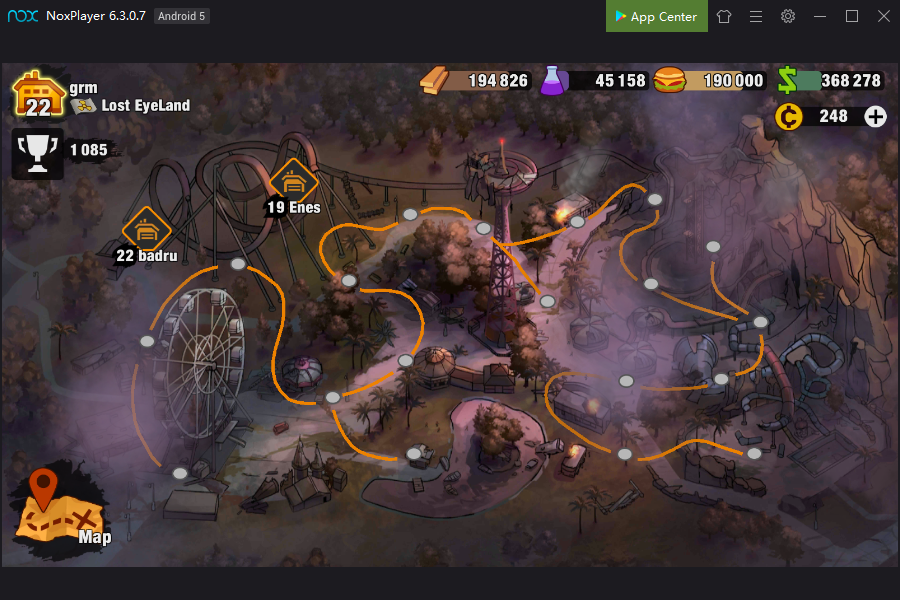 nox NoxPlayer 6.3.0.7 Android 5 App Center
22 grm
Lost EyeLand
194 826 45 158 190 000 368 278
248
1 085
19 Enes
22 badru
Map